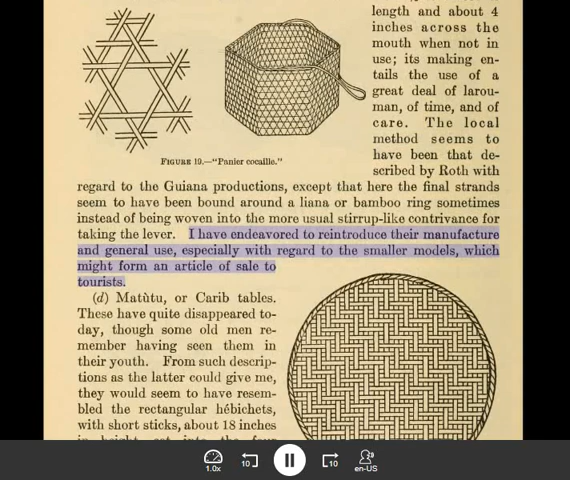 length and about 4
inches across the
mouth when not in
use; its making en-
tails the use of a
great deal of larou-
man, of time, and of
care. The local
method seems to
have been that de-
scribed by Roth with
FIGURE 19.—"Panier cocaille."
regard to the Guiana productions, except that here the final strands
seem to have been bound around a liana or bamboo ring sometimes
instead of being woven into the more usual stirrup-like contrivance for
taking the lever. I have endeavored to reintroduce their manufacture
and general use, especially with regard to the smaller models, which
might form an article of sale to
tourists.
(d) Matùtu, or Carib tables.
These have quite disappeared to-
day, though some old men re-
member having seen them in
their youth. From such descrip-
tions as the latter could give me,
they would seem to have resem-
bled the rectangular hébichets,
with short sticks, about 18 inches
in height, set into the four
1.0x
10
10
en-US